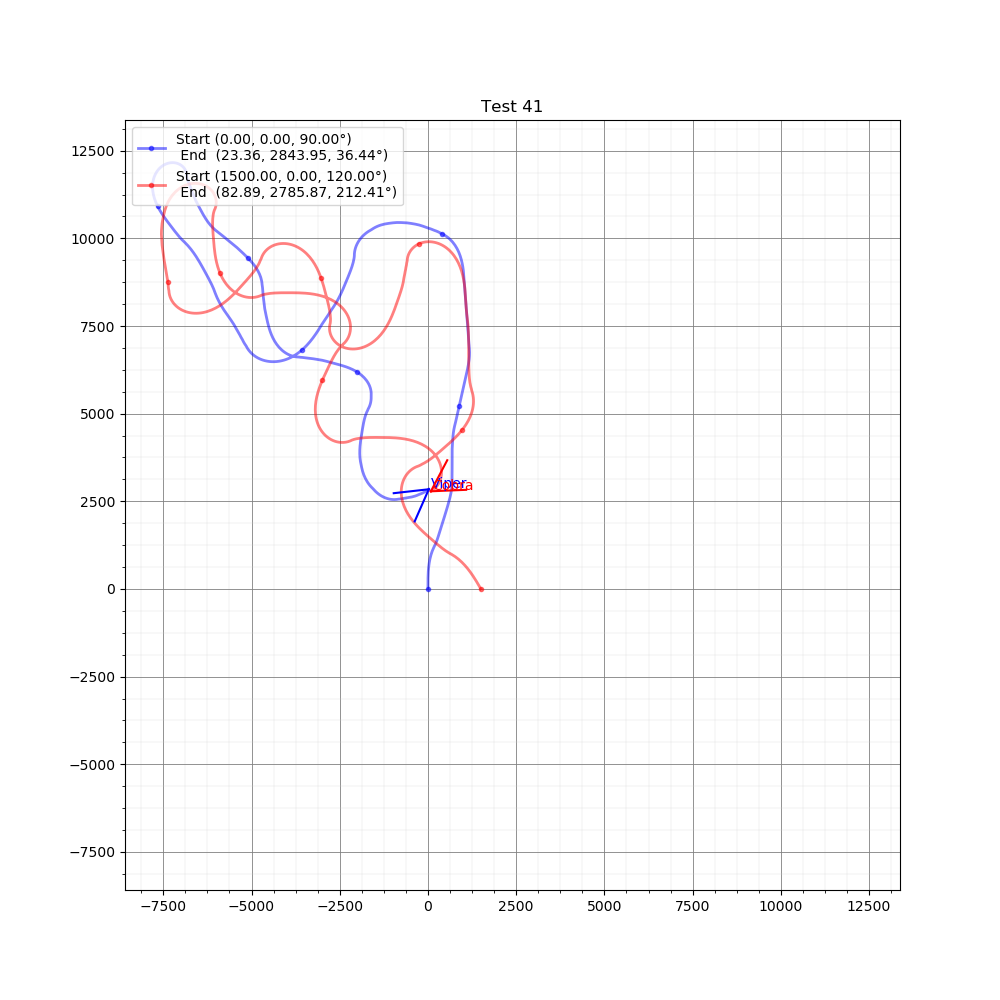 Test 41
Start (0.00, 0.00, 90.00°)
End (23.36, 2843.95, 36.44°)
Start (1500.00, 0.00, 120.00°)
End (82.89, 2785.87, 212.41°)
12500
10000
7500
5000
2500
0
−2500
−5000
−7500
Viper
−7500 −5000 −2500 0 2500 5000 7500 10000 12500